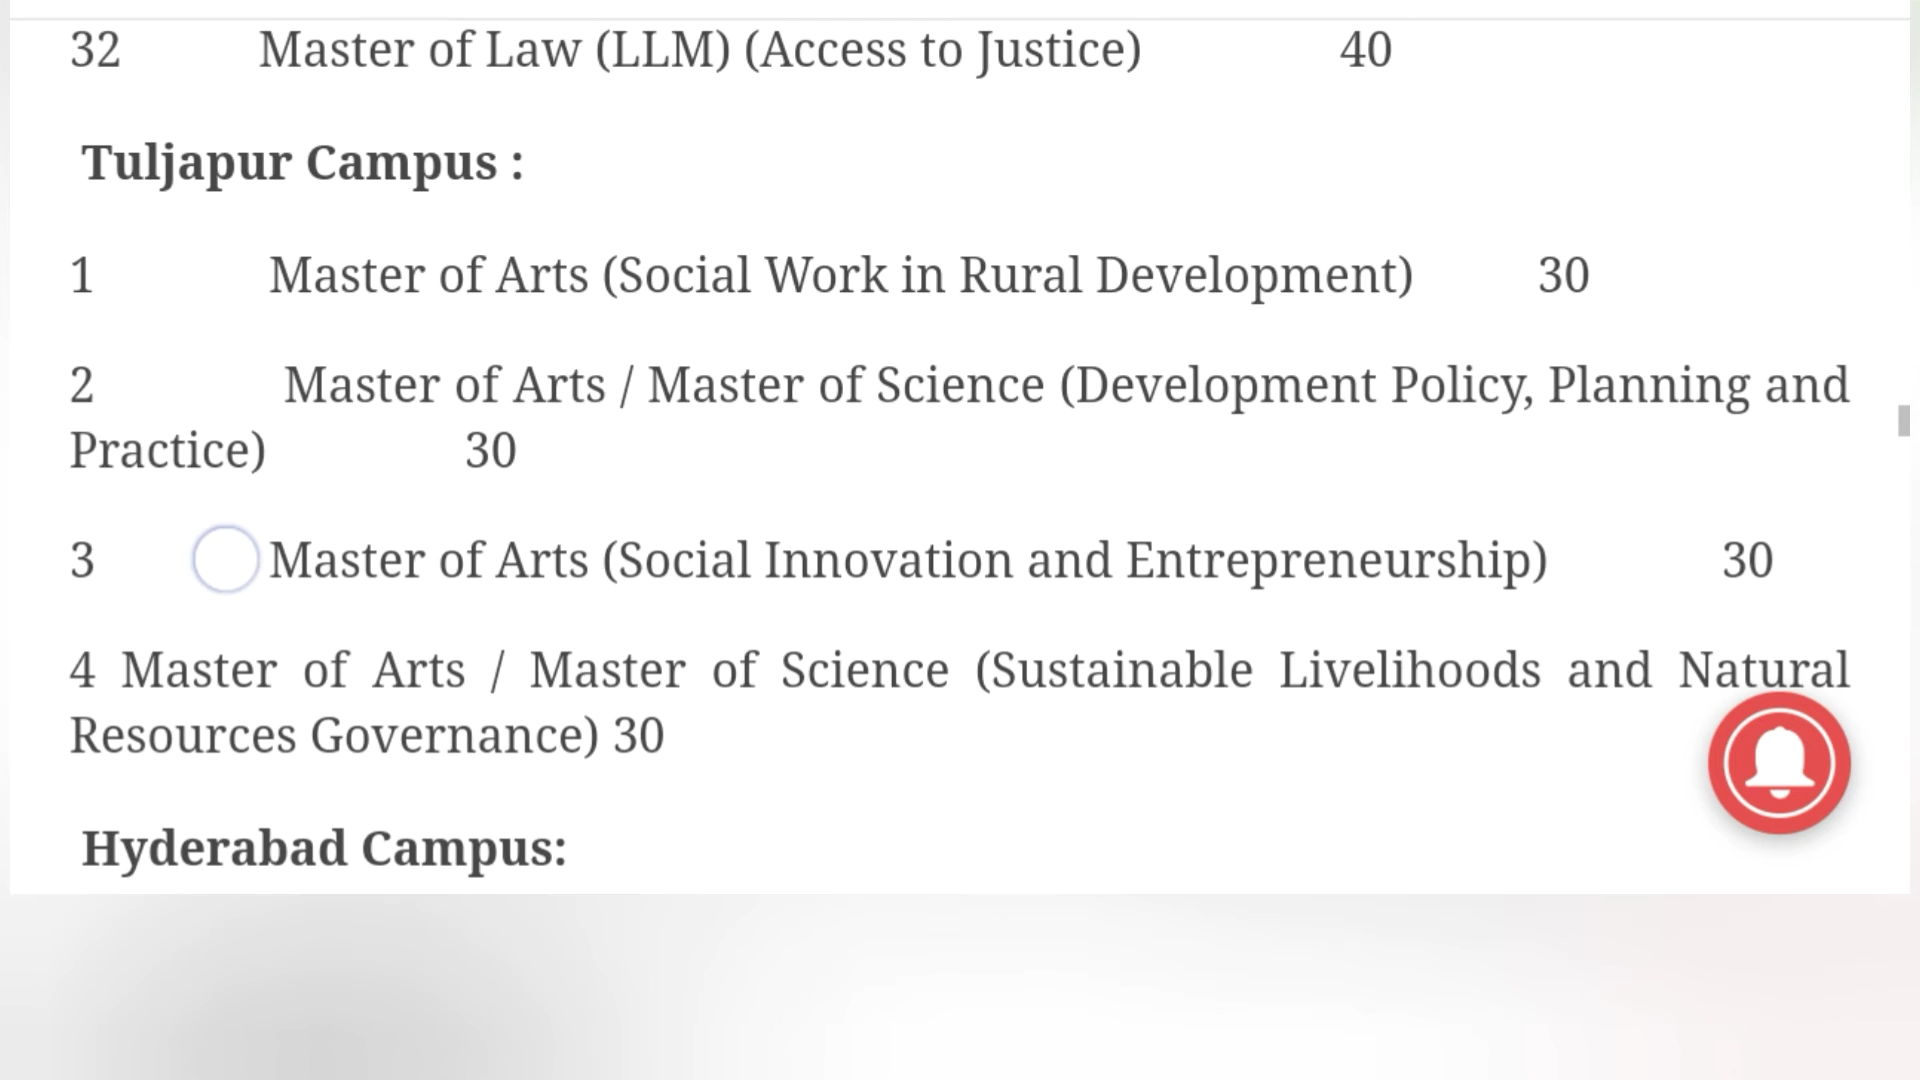 32 Master of Law (LLM) (Access to Justice) 40
Tuljapur Campus :
1 Master of Arts (Social Work in Rural Development) 30
2 Master of Arts / Master of Science (Development Policy, Planning and
Practice) 30
3 Master of Arts (Social Innovation and Entrepreneurship) 30
4 Master of Arts / Master of Science (Sustainable Livelihoods and Natural
Resources Governance) 30
Hyderabad Campus: